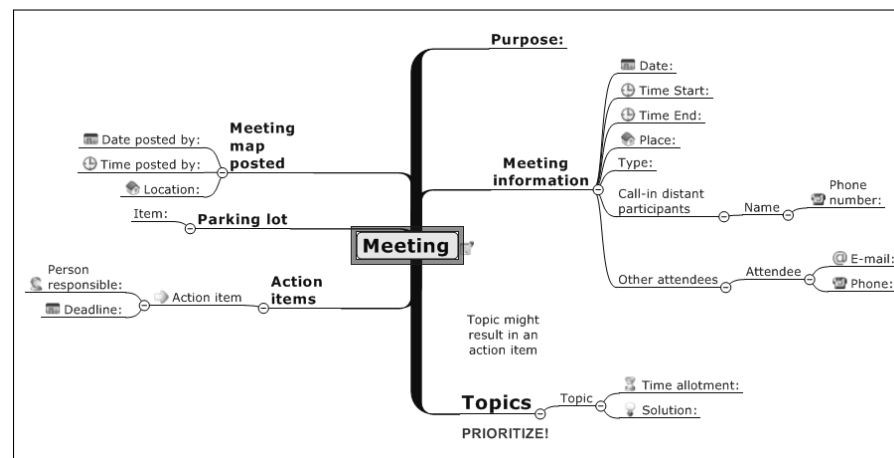 Purpose:
Date:
Time Start:
Time End:
Place:
Type:
Meeting
information
Call-in distant
participants
Name
Phone
number:
Other attendees
Attendee
E-mail:
Phone:
Meeting
map
posted
Date posted by:
Time posted by:
Location:
Parking lot
Item:
Meeting
Action
items
Action item
Person
responsible:
Deadline:
Topic might
result in an
action item
Topics
PRIORITIZE!
Topic
Time allotment:
Solution: